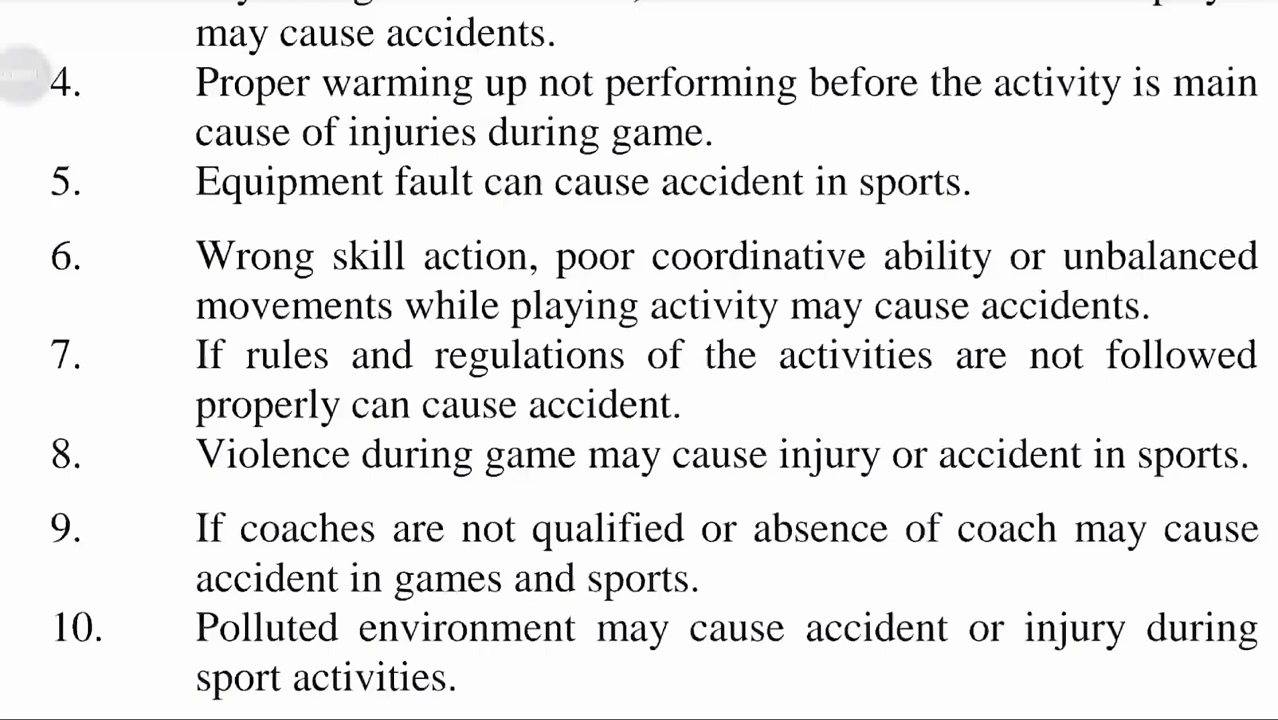 may cause accidents.
4. Proper warming up not performing before the activity is main
cause of injuries during game.
5. Equipment fault can cause accident in sports.
6. Wrong skill action, poor coordinative ability or unbalanced
movements while playing activity may cause accidents.
7. If rules and regulations of the activities are not followed
properly can cause accident.
8. Violence during game may cause injury or accident in sports.
9. If coaches are not qualified or absence of coach may cause
accident in games and sports.
10. Polluted environment may cause accident or injury during
sport activities.